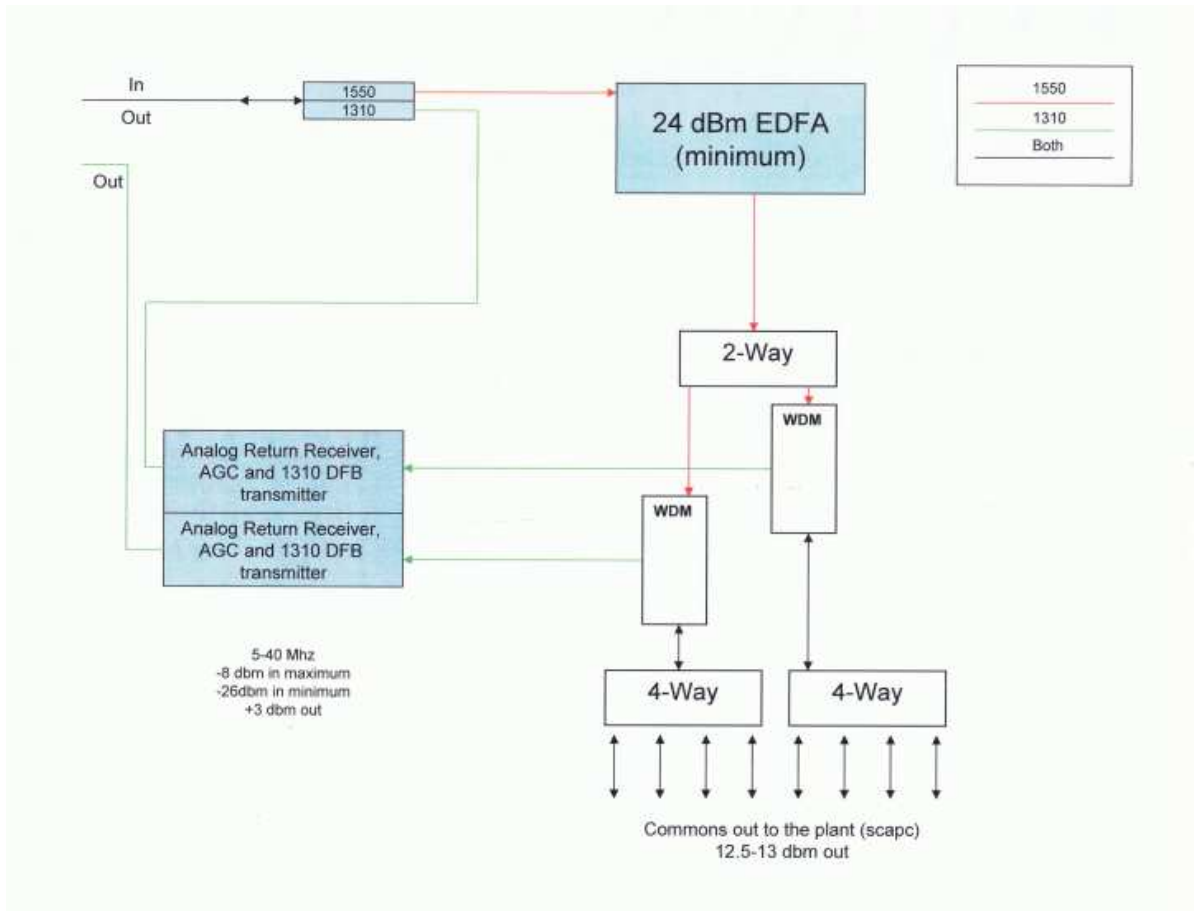 In
Out
1550
1310
24 dBm EDFA
(minimum)
1550
1310
Both
Out
2-Way
WDM
Analog Return Receiver,
AGC and 1310 DFB
transmitter
WDM
Analog Return Receiver,
AGC and 1310 DFB
transmitter
5-40 Mhz
-8 dbm in maximum
-26dbm in minimum
+3 dbm out
4-Way
4-Way
Commons out to the plant (scapc)
12.5-13 dbm out